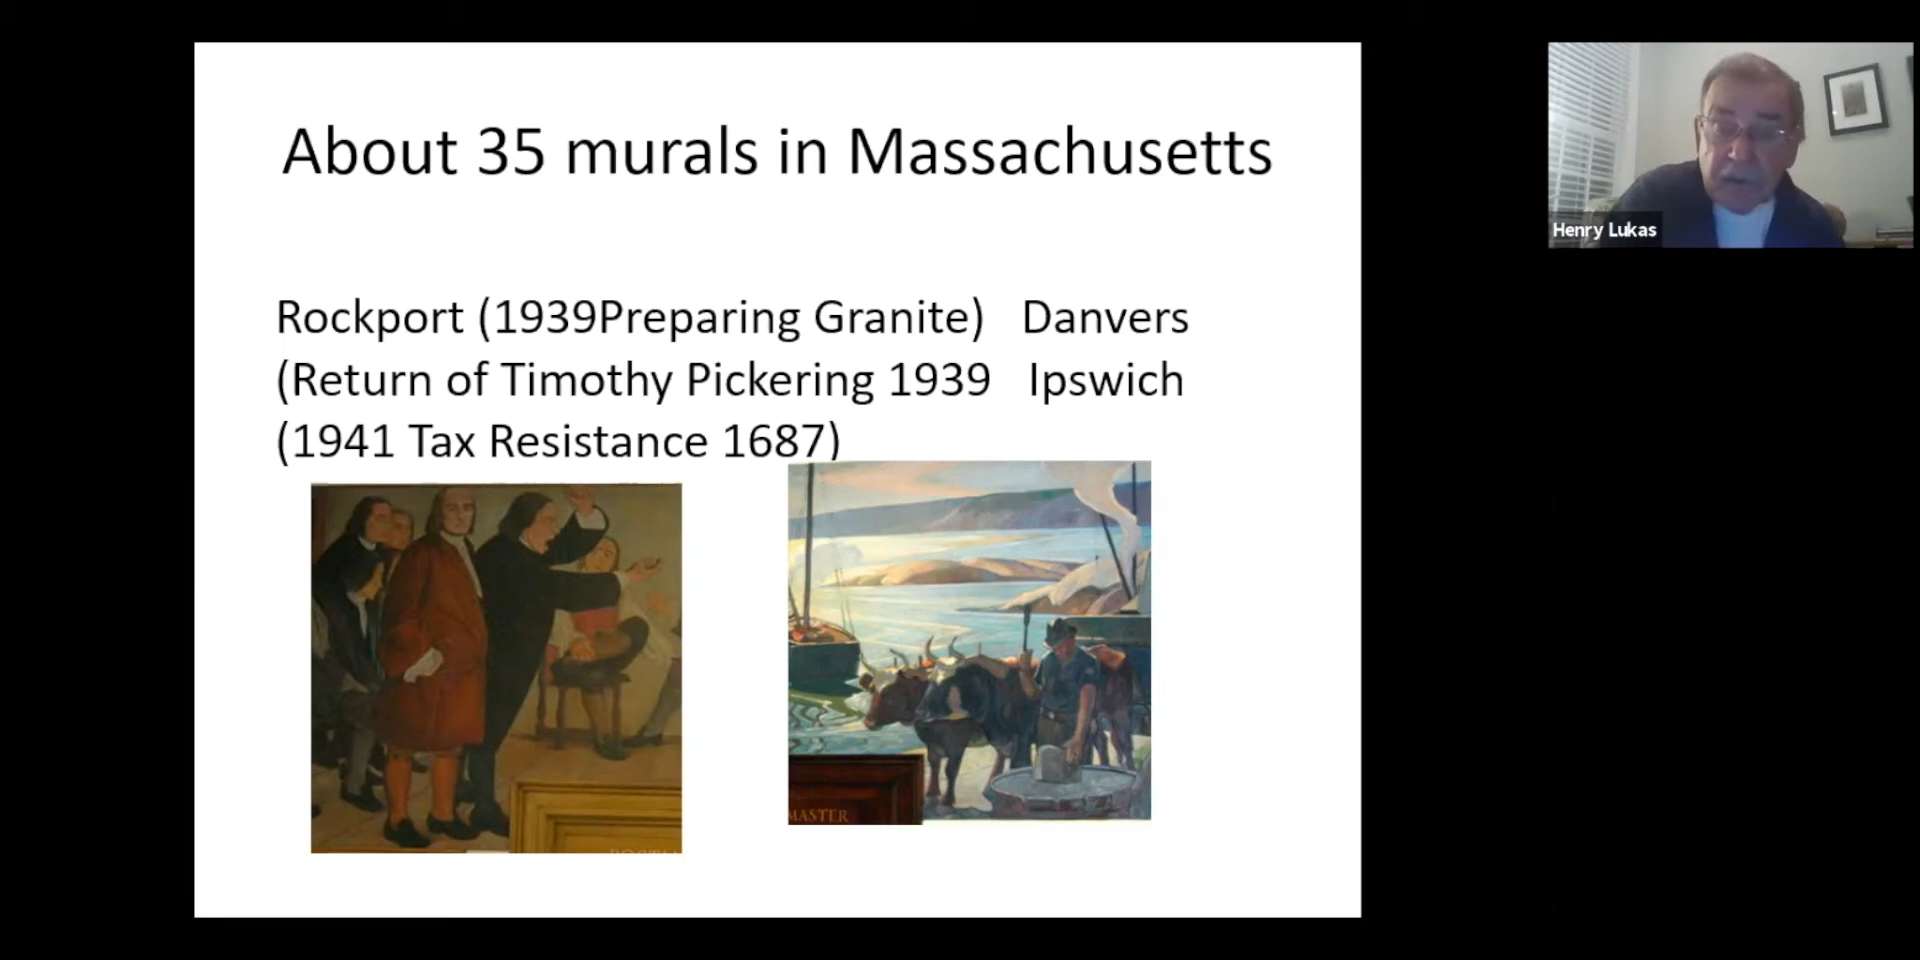 About 35 murals in Massachusetts
Rockport (1939Preparing Granite) Danvers
(Return of Timothy Pickering 1939 Ipswich
(1941 Tax Resistance 1687)
MASTER
Henry Lukas